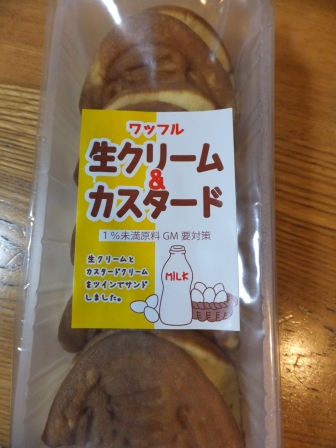 ワッフル
生クリーム
&
カスタード
1%未満原料GM要対策
生クリームと
カスタードクリーム
をツインでサンド
しました。
MILK